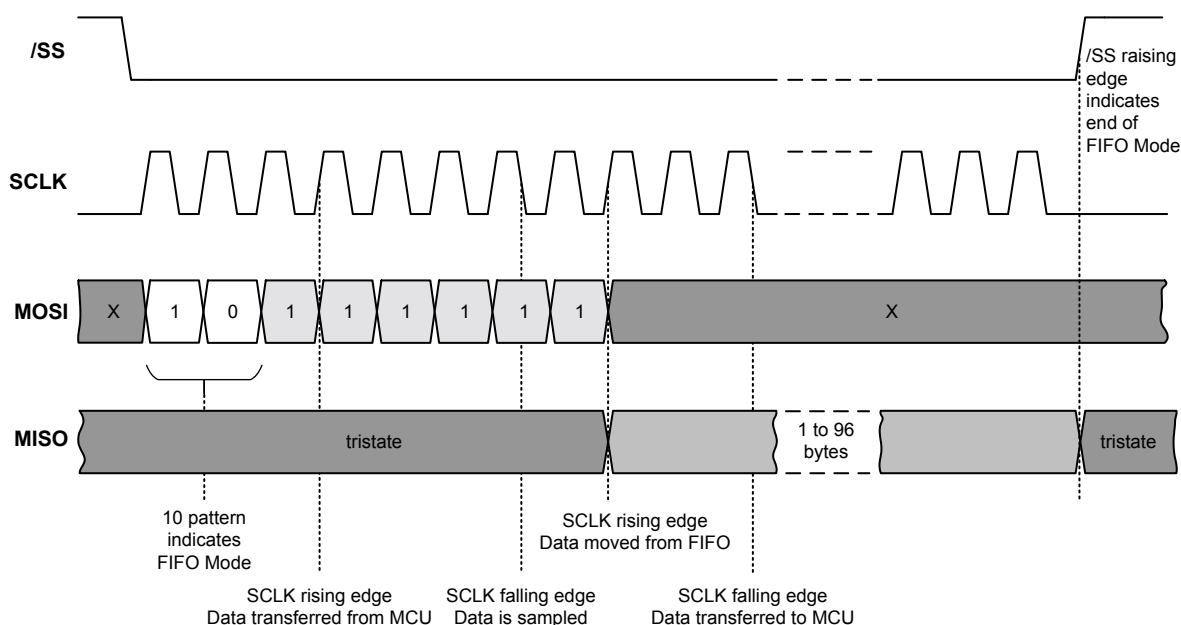 /SS
/SS raising
edge
indicates
end of
FIFO Mode
SCLK
MOSI
X 1 0 1 1 1 1 1 1 X
MISO
tristate
1 to 96
bytes
tristate
10 pattern
indicates
FIFO Mode
SCLK rising edge
Data moved from FIFO
SCLK rising edge
Data transferred from MCU
SCLK falling edge
Data is sampled
SCLK falling edge
Data transferred to MCU